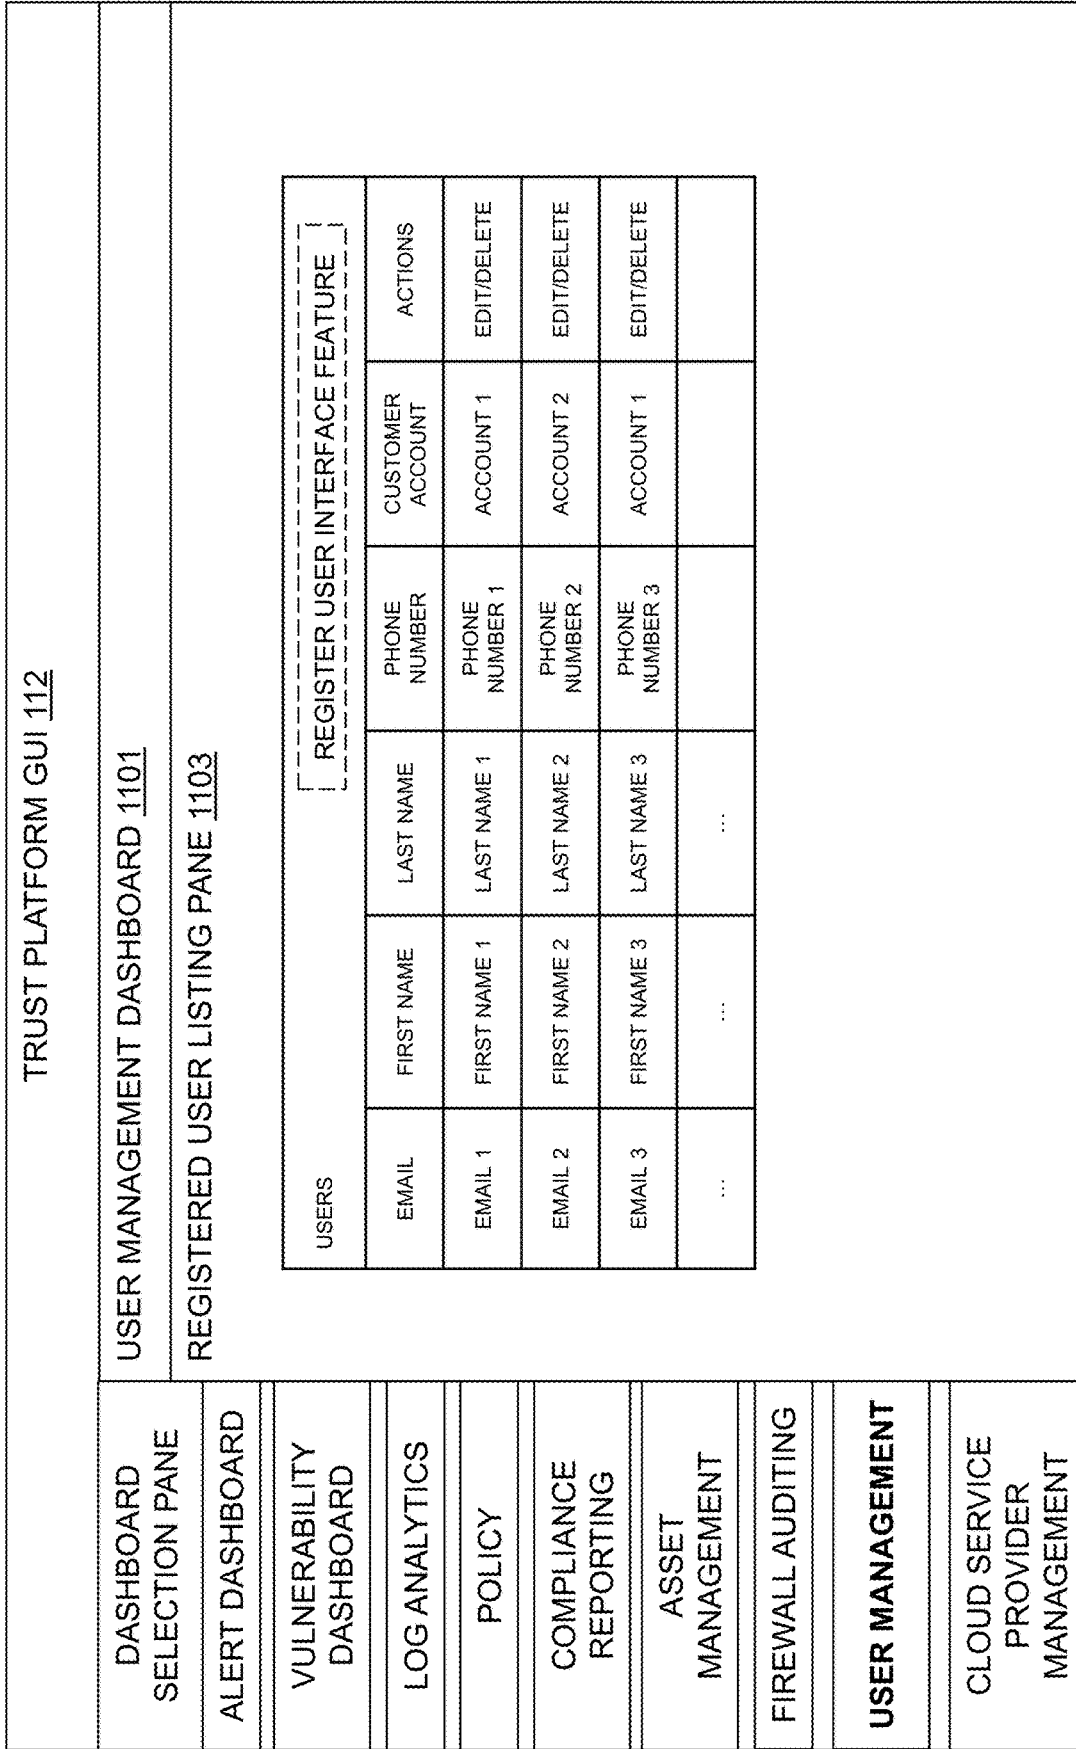 TRUST PLATFORM GUI 112
DASHBOARD
SELECTION PANE
ALERT DASHBOARD
VULNERABILITY
DASHBOARD
LOG ANALYTICS
POLICY
COMPLIANCE
REPORTING
ASSET
MANAGEMENT
FIREWALL AUDITING
USER MANAGEMENT
CLOUD SERVICE
PROVIDER
MANAGEMENT
USER MANAGEMENT DASHBOARD 1101
REGISTERED USER LISTING PANE 1103
USERS
REGISTER USER INTERFACE FEATURE
EMAIL
FIRST NAME
LAST NAME
PHONE
NUMBER
CUSTOMER
ACCOUNT
ACTIONS
EMAIL 1
FIRST NAME 1
LAST NAME 1
PHONE
NUMBER 1
ACCOUNT 1
EDIT/DELETE
EMAIL 2
FIRST NAME 2
LAST NAME 2
PHONE
NUMBER 2
ACCOUNT 2
EDIT/DELETE
EMAIL 3
FIRST NAME 3
LAST NAME 3
PHONE
NUMBER 3
ACCOUNT 1
EDIT/DELETE
...
...
...